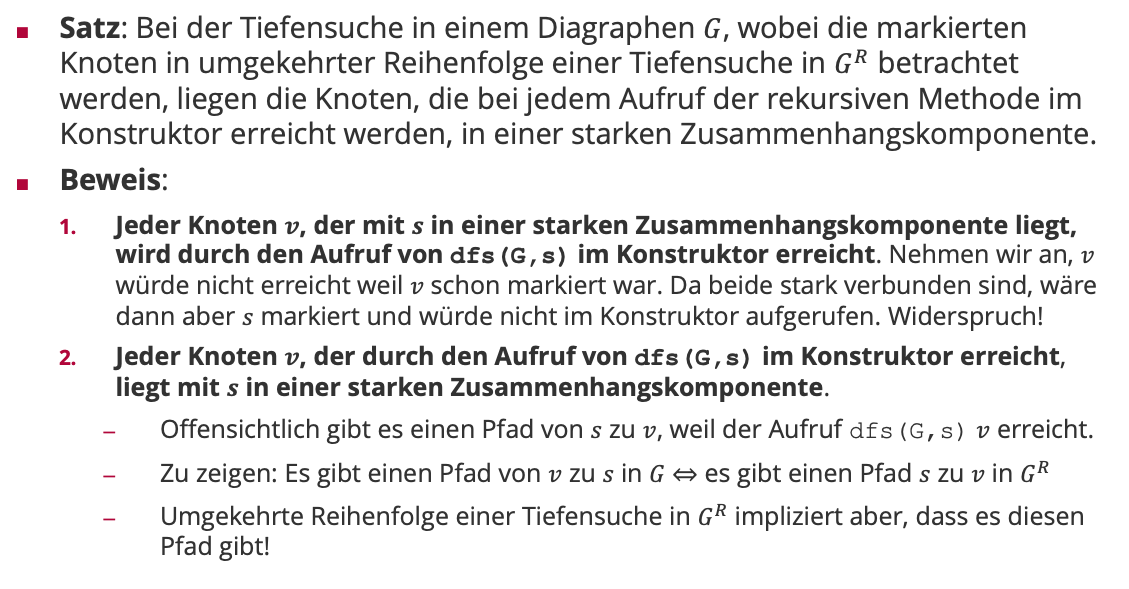 ▪ Satz: Bei der Tiefensuche in einem Diagraphen G, wobei die markierten
Knoten in umgekehrter Reihenfolge einer Tiefensuche in Gᴿ betrachtet
werden, liegen die Knoten, die bei jedem Aufruf der rekursiven Methode im
Konstruktor erreicht werden, in einer starken Zusammenhangskomponente.
▪ Beweis:
1. Jeder Knoten v, der mit s in einer starken Zusammenhangskomponente liegt,
wird durch den Aufruf von dfs(G,s) im Konstruktor erreicht. Nehmen wir an, v
würde nicht erreicht weil v schon markiert war. Da beide stark verbunden sind, wäre
dann aber s markiert und würde nicht im Konstruktor aufgerufen. Widerspruch!
2. Jeder Knoten v, der durch den Aufruf von dfs(G,s) im Konstruktor erreicht,
liegt mit s in einer starken Zusammenhangskomponente.
– Offensichtlich gibt es einen Pfad von s zu v, weil der Aufruf dfs(G,s) v erreicht.
– Zu zeigen: Es gibt einen Pfad von v zu s in G ⇔ es gibt einen Pfad s zu v in Gᴿ
– Umgekehrte Reihenfolge einer Tiefensuche in Gᴿ impliziert aber, dass es diesen
Pfad gibt!